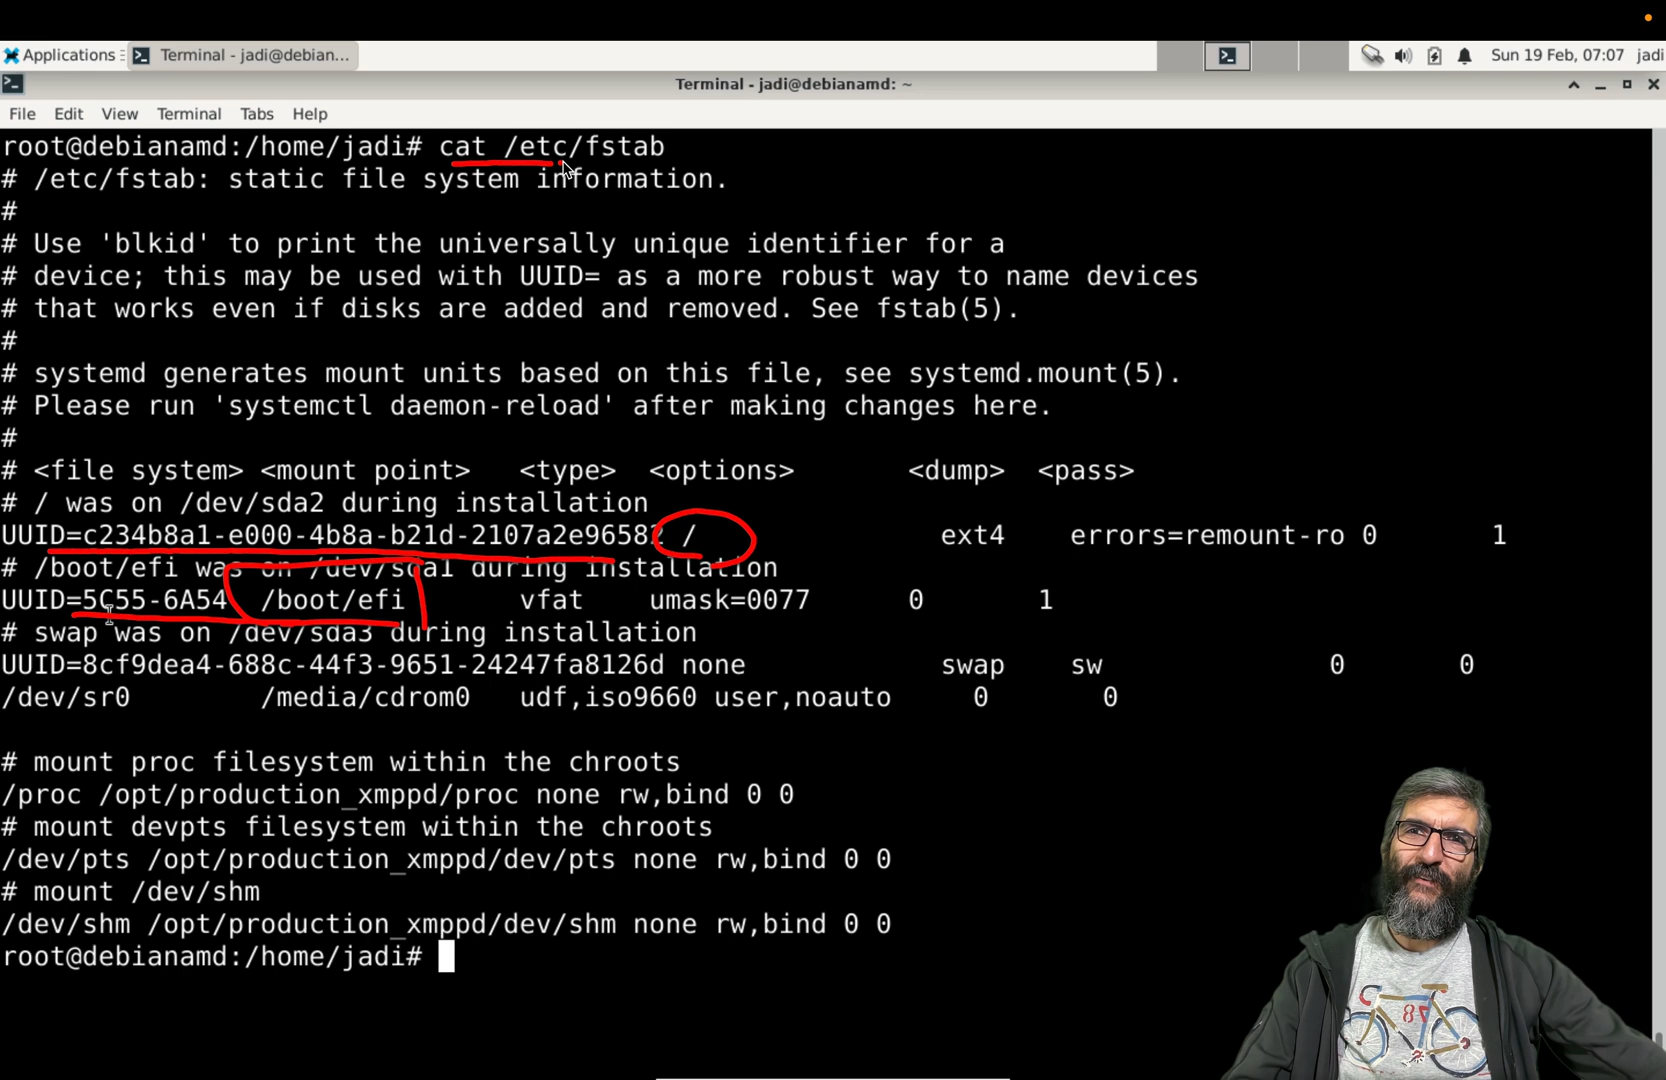 Applications
Terminal - jadi@debian...
Sun 19 Feb, 07:07 jadi
Terminal - jadi@debianamd: ~
File Edit View Terminal Tabs Help
root@debianamd:/home/jadi# cat /etc/fstab
# /etc/fstab: static file system information.
#
# Use 'blkid' to print the universally unique identifier for a
# device; this may be used with UUID= as a more robust way to name devices
# that works even if disks are added and removed. See fstab(5).
#
# systemd generates mount units based on this file, see systemd.mount(5).
# Please run 'systemctl daemon-reload' after making changes here.
#
# <file system> <mount point>   <type>  <options>       <dump>  <pass>
# / was on /dev/sda2 during installation
UUID=c234b8a1-e000-4b8a-b21d-2107a2e96582 /               ext4    errors=remount-ro 0       1
# /boot/efi was on /dev/sda1 during installation
UUID=5C55-6A54  /boot/efi       vfat    umask=0077      0       1
# swap was on /dev/sda3 during installation
UUID=8cf9dea4-688c-44f3-9651-24247fa8126d none            swap    sw              0       0
/dev/sr0        /media/cdrom0   udf,iso9660 user,noauto     0       0
# mount proc filesystem within the chroots
/proc /opt/production_xmppd/proc none rw,bind 0 0
# mount devpts filesystem within the chroots
/dev/pts /opt/production_xmppd/dev/pts none rw,bind 0 0
# mount /dev/shm
/dev/shm /opt/production_xmppd/dev/shm none rw,bind 0 0
root@debianamd:/home/jadi#